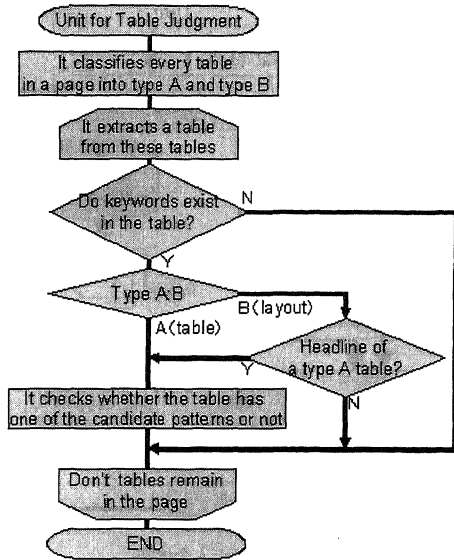 Unit for Table Judgment
It classifies every table
in a page into type A and type B
It extracts a table
from these tables
Do keywords exist
in the table?
N
Y
Type A:B
B(layout)
A(table)
Headline of
a type A table?
Y
N
It checks whether the table has
one of the candidate patterns or not
Don't tables remain
in the page
END